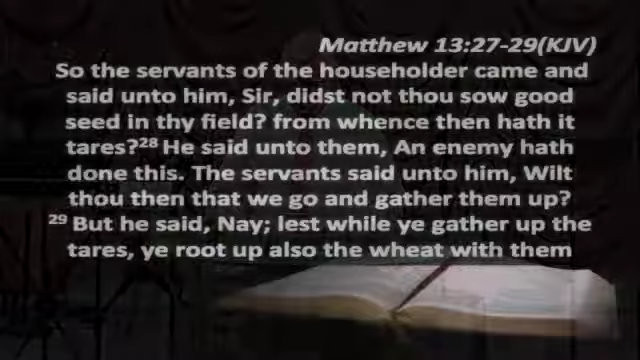 Matthew 13:27-29(KJV)
So the servants of the householder came and
said unto him, Sir, didst not thou sow good
seed in thy field? from whence then hath it
tares?²⁸ He said unto them, An enemy hath
done this. The servants said unto him, Wilt
thou then that we go and gather them up?
²⁹ But he said, Nay; lest while ye gather up the
tares, ye root up also the wheat with them